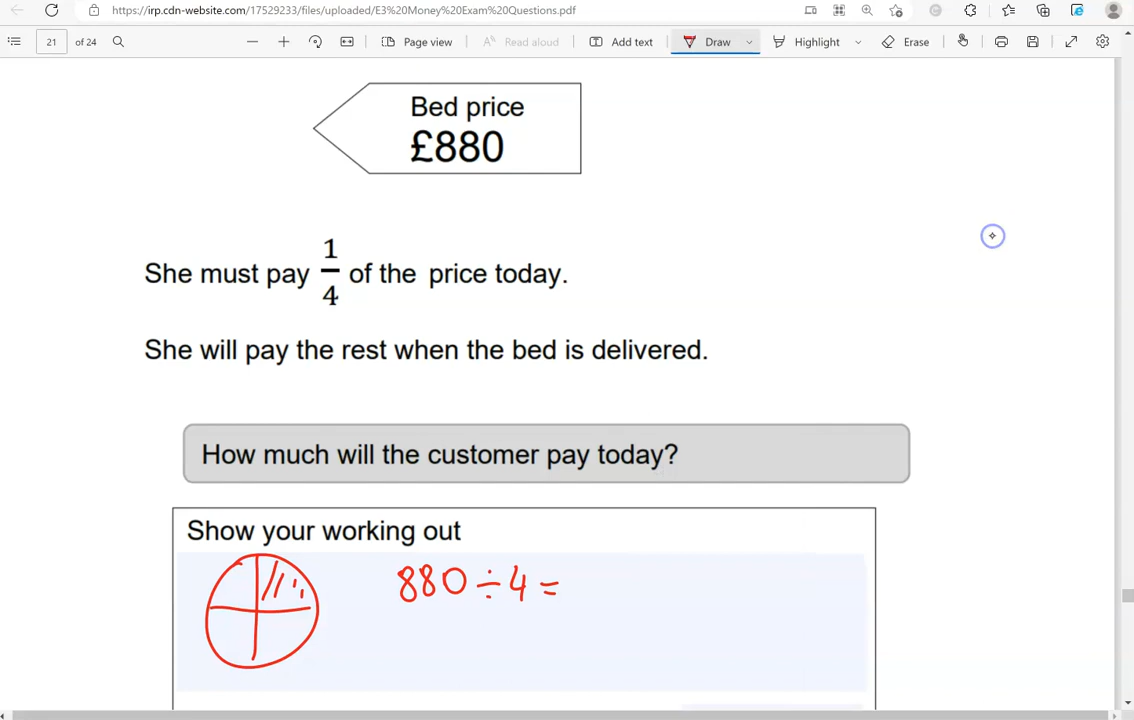 https://irp.cdn-website.com/17529233/files/uploaded/E3%20Money%20Exam%20Questions.pdf
21 of 24 Page view Read aloud Add text Draw Highlight Erase
Bed price
£880
She must pay 1/4 of the price today.
She will pay the rest when the bed is delivered.
How much will the customer pay today?
Show your working out
880 ÷ 4 =